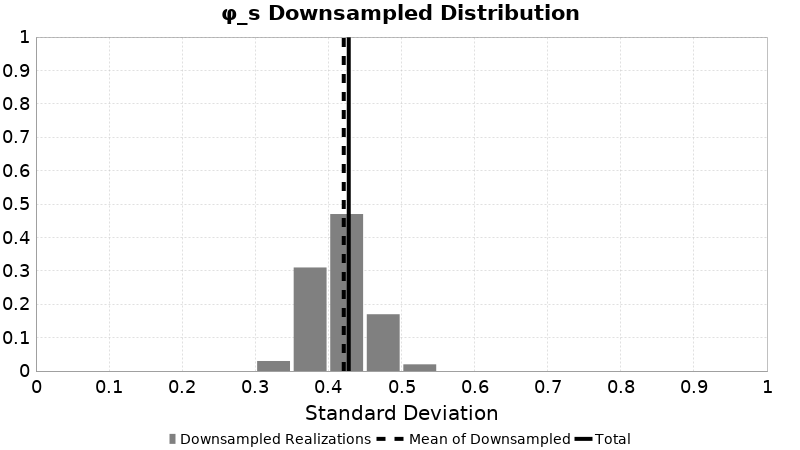 φ_s Downsampled Distribution
1
0.9
0.8
0.7
0.6
0.5
0.4
0.3
0.2
0.1
0
0 0.1 0.2 0.3 0.4 0.5 0.6 0.7 0.8 0.9 1
Standard Deviation
Downsampled Realizations Mean of Downsampled Total